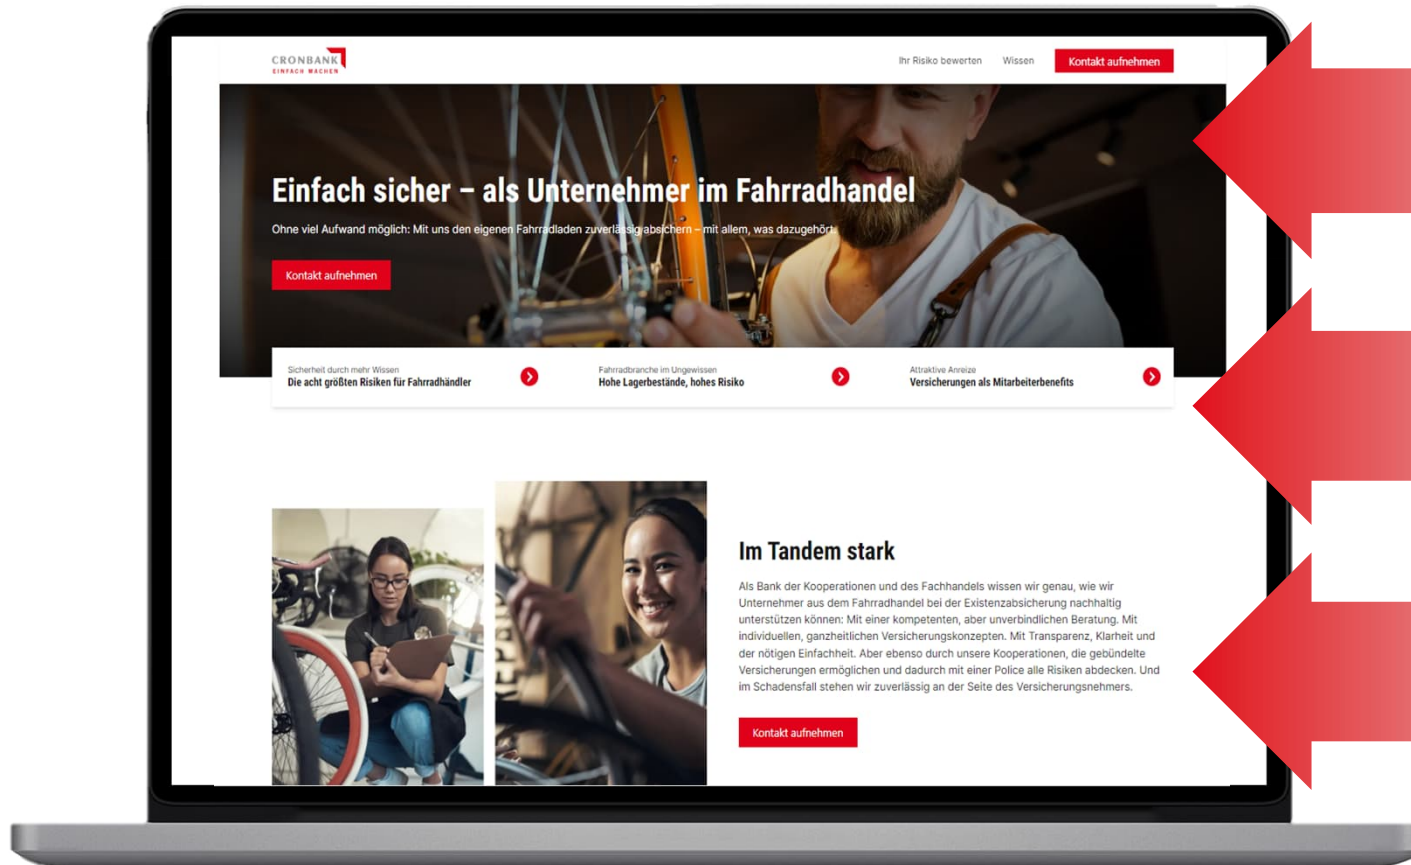 CRONBANK
EINFACH MACHEN
Ihr Risiko bewerten
Wissen
Kontakt aufnehmen
Einfach sicher – als Unternehmer im Fahrradhandel
Ohne viel Aufwand möglich: Mit uns den eigenen Fahrradladen zuverlässig absichern – mit allem, was dazugehört.
Kontakt aufnehmen
Sicherheit durch mehr Wissen
Die acht größten Risiken für Fahrradhändler
Fahrradbranche im Ungewissen
Hohe Lagerbestände, hohes Risiko
Attraktive Anreize
Versicherungen als Mitarbeiterbenefits
Im Tandem stark
Als Bank der Kooperationen und des Fachhandels wissen wir genau, wie wir
Unternehmer aus dem Fahrradhandel bei der Existenzabsicherung nachhaltig
unterstützen können: Mit einer kompetenten, aber unverbindlichen Beratung. Mit
individuellen, ganzheitlichen Versicherungskonzepten. Mit Transparenz, Klarheit und
der nötigen Einfachheit. Aber ebenso durch unsere Kooperationen, die gebündelte
Versicherungen ermöglichen und dadurch mit einer Police alle Risiken abdecken. Und
im Schadensfall stehen wir zuverlässig an der Seite des Versicherungsnehmers.
Kontakt aufnehmen